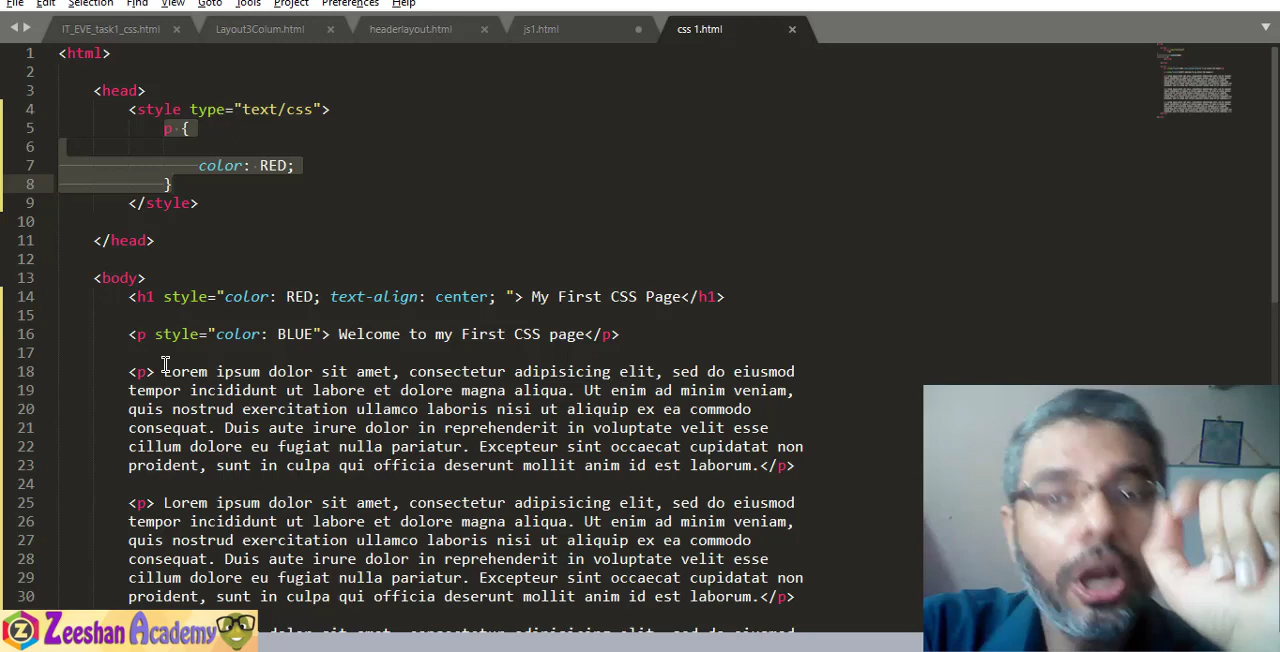 File Edit Selection Find View Goto Tools Project Preferences Help
IT_EVE_task1_css.html Layout3Colum.html headerlayout.html js1.html css 1.html
1 <html>
2
3 <head>
4 <style type="text/css">
5 p {
6
7 color: RED;
8 }
9 </style>
10
11 </head>
12
13 <body>
14 <h1 style="color: RED; text-align: center; "> My First CSS Page</h1>
15
16 <p style="color: BLUE"> Welcome to my First CSS page</p>
17
18 <p> Lorem ipsum dolor sit amet, consectetur adipisicing elit, sed do eiusmod
19 tempor incididunt ut labore et dolore magna aliqua. Ut enim ad minim veniam,
20 quis nostrud exercitation ullamco laboris nisi ut aliquip ex ea commodo
21 consequat. Duis aute irure dolor in reprehenderit in voluptate velit esse
22 cillum dolore eu fugiat nulla pariatur. Excepteur sint occaecat cupidatat non
23 proident, sunt in culpa qui officia deserunt mollit anim id est laborum.</p>
24
25 <p> Lorem ipsum dolor sit amet, consectetur adipisicing elit, sed do eiusmod
26 tempor incididunt ut labore et dolore magna aliqua. Ut enim ad minim veniam,
27 quis nostrud exercitation ullamco laboris nisi ut aliquip ex ea commodo
28 consequat. Duis aute irure dolor in reprehenderit in voluptate velit esse
29 cillum dolore eu fugiat nulla pariatur. Excepteur sint occaecat cupidatat non
30 proident, sunt in culpa qui officia deserunt mollit anim id est laborum.</p>
Zeeshan Academy